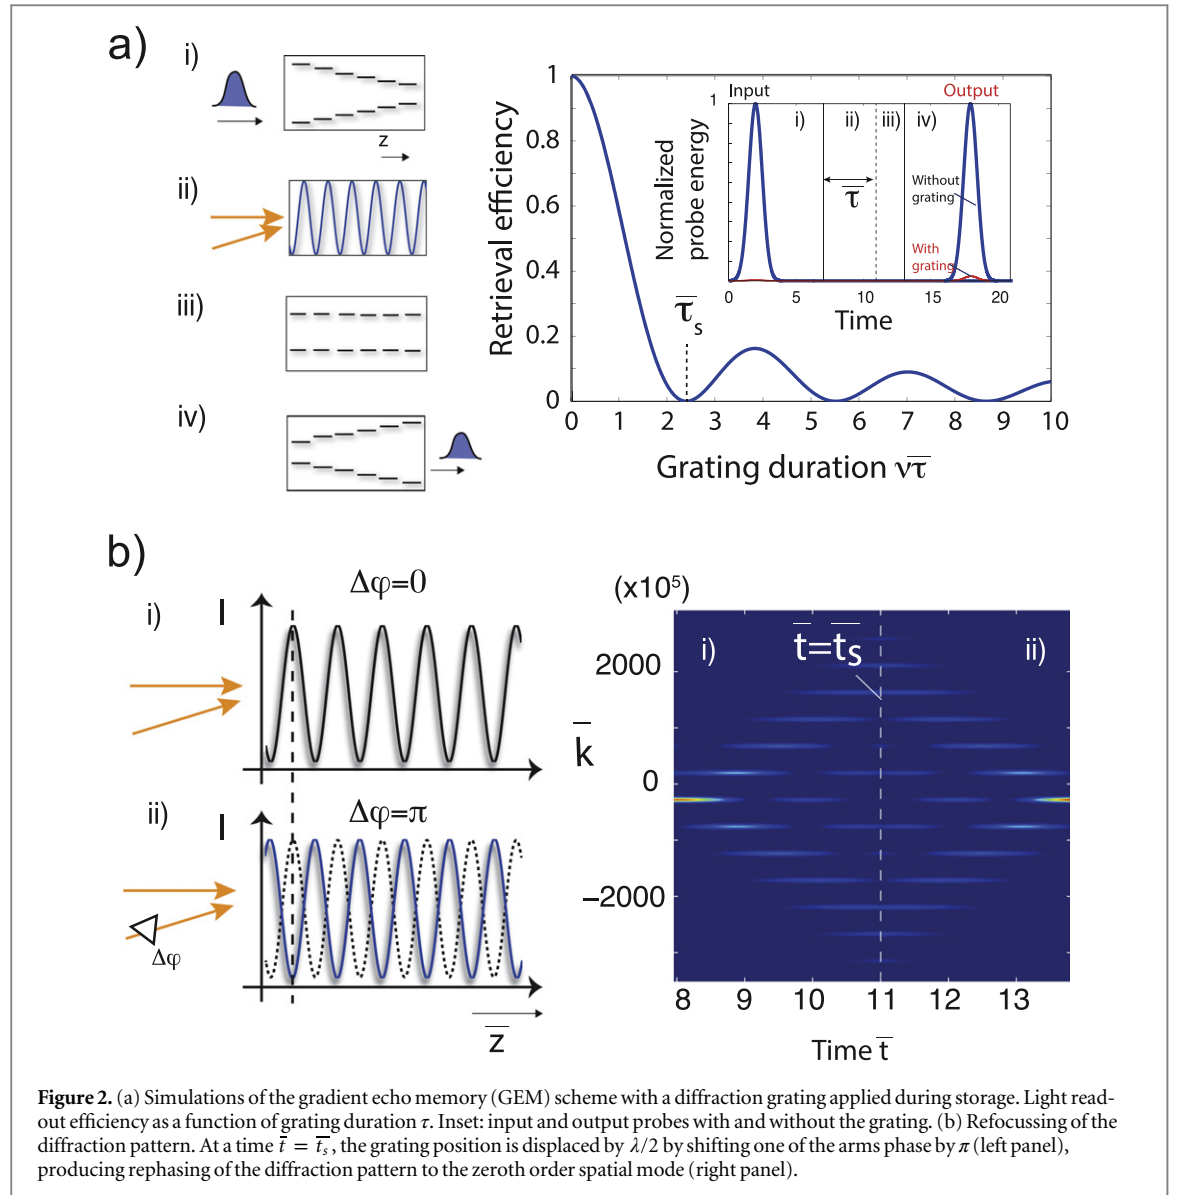 a)
i)
z
ii)
iii)
iv)
Retrieval efficiency
1
0.8
0.6
0.4
0.2
0
0 1 2 3 4 5 6 7 8 9 10
Grating duration ντ̅
τ̅s
Input
Output
1
i) ii) iii) iv)
τ̅
Without
grating
With
grating
Normalized
probe energy
0 5 10 15 20
Time
b)
i)
I
Δφ=0
ii)
I
Δφ=π
Δφ
z̅
(x10⁵)
i)
t̅=t̅s
ii)
2000
0
−2000
k̅
8 9 10 11 12 13
Time t̅
Figure 2. (a) Simulations of the gradient echo memory (GEM) scheme with a diffraction grating applied during storage. Light read-
out efficiency as a function of grating duration τ. Inset: input and output probes with and without the grating. (b) Refocussing of the
diffraction pattern. At a time t̅ = t̅s, the grating position is displaced by λ/2 by shifting one of the arms phase by π (left panel),
producing rephasing of the diffraction pattern to the zeroth order spatial mode (right panel).